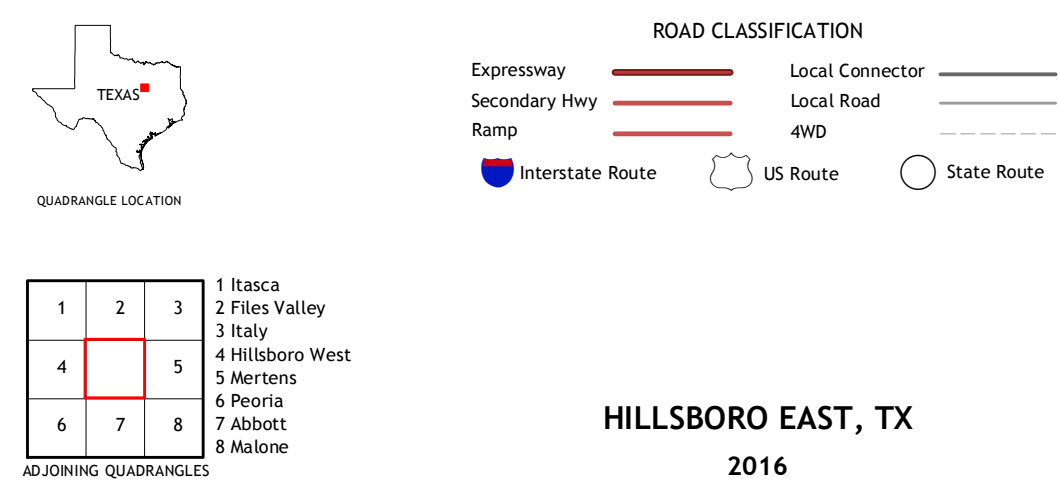 TEXAS
QUADRANGLE LOCATION
ROAD CLASSIFICATION
Expressway
Secondary Hwy
Ramp
Local Connector
Local Road
4WD
Interstate Route
US Route
State Route
1 2 3
4 5
6 7 8
ADJOINING QUADRANGLES
1 Itasca
2 Files Valley
3 Italy
4 Hillsboro West
5 Mertens
6 Peoria
7 Abbott
8 Malone
HILLSBORO EAST, TX
2016